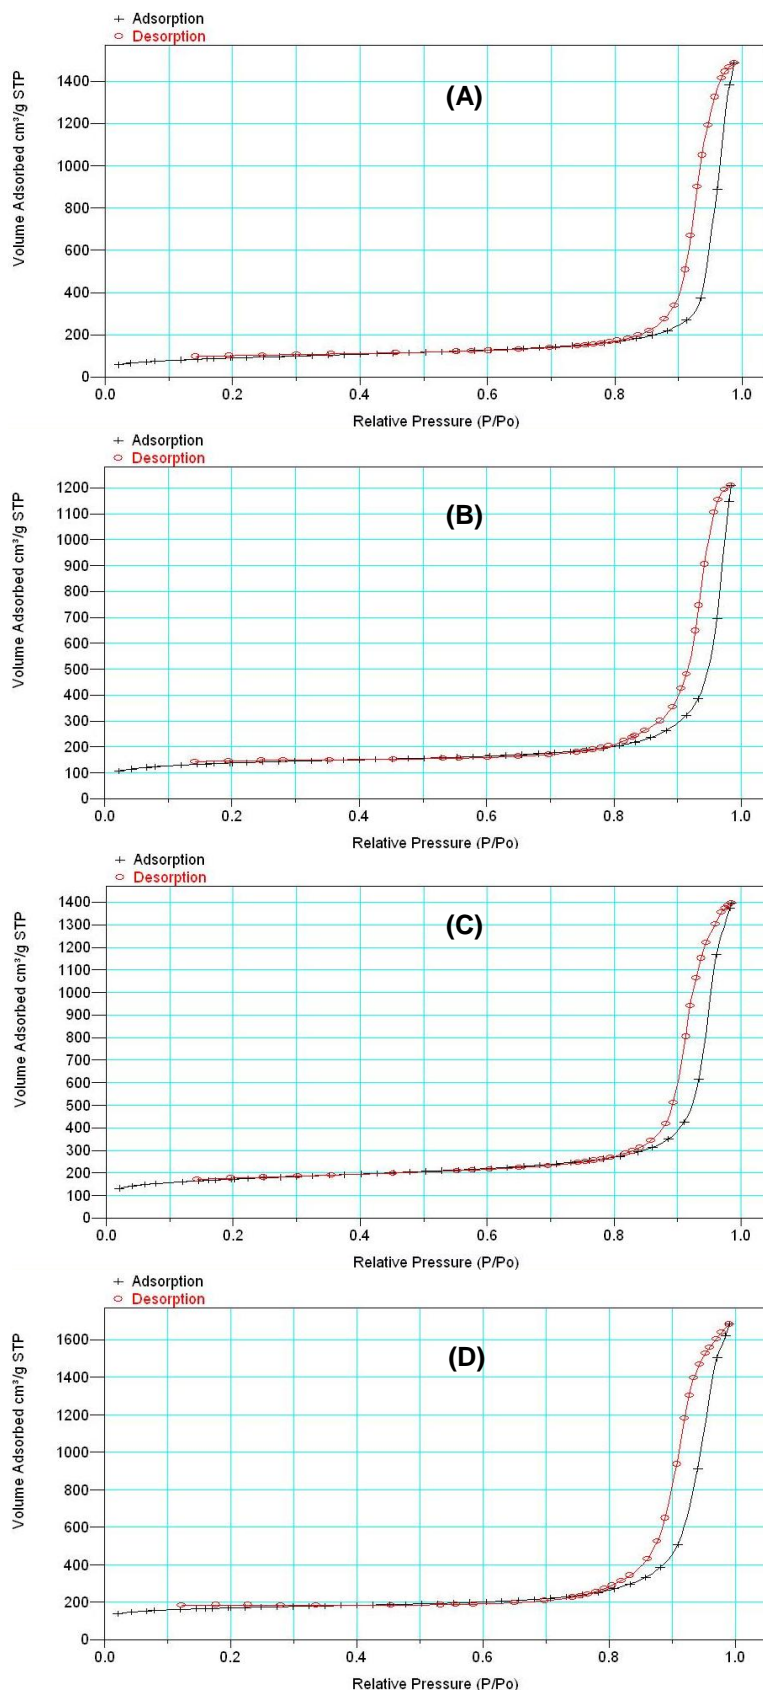 Adsorption
Desorption
(A)
Volume Adsorbed cm³/g STP
1400
1200
1000
800
600
400
200
0
0.0 0.2 0.4 0.6 0.8 1.0
Relative Pressure (P/Po)
Adsorption
Desorption
(B)
Volume Adsorbed cm³/g STP
1200
1100
1000
900
800
700
600
500
400
300
200
100
0
0.0 0.2 0.4 0.6 0.8 1.0
Relative Pressure (P/Po)
Adsorption
Desorption
(C)
Volume Adsorbed cm³/g STP
1400
1300
1200
1100
1000
900
800
700
600
500
400
300
200
100
0
0.0 0.2 0.4 0.6 0.8 1.0
Relative Pressure (P/Po)
Adsorption
Desorption
(D)
Volume Adsorbed cm³/g STP
1600
1400
1200
1000
800
600
400
200
0
0.0 0.2 0.4 0.6 0.8 1.0
Relative Pressure (P/Po)